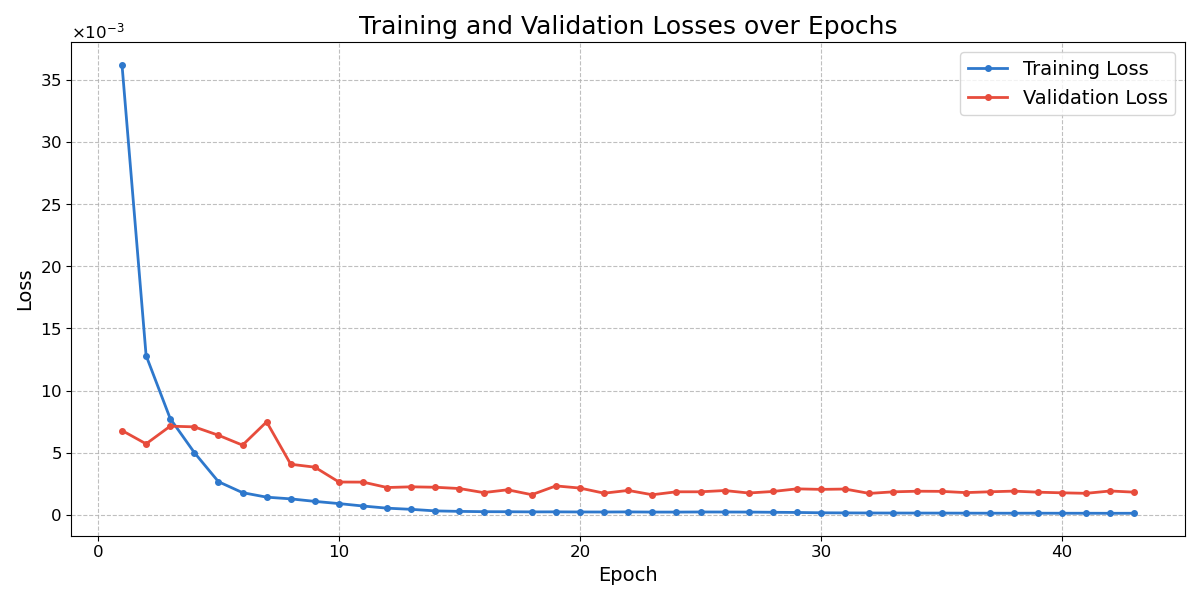 Training and Validation Losses over Epochs
×10⁻³
Training Loss
Validation Loss
35
30
25
20
15
10
5
0
Loss
0 10 20 30 40
Epoch